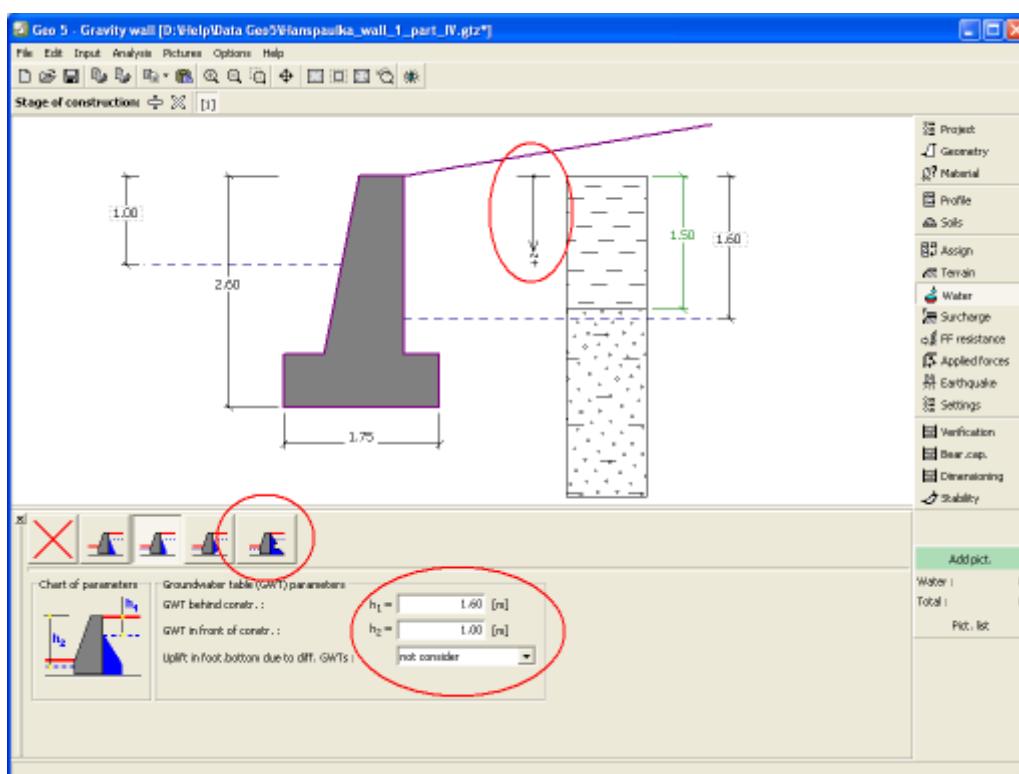 Geo 5 - Gravity wall [D:\Help\Data Geo5\Hanspaulka_wall_1_part_IV.gtz*]
File Edit Input Analysis Pictures Options Help
Stage of construction: [1]
1.00
2.60
1.75
+z
1.50
1.60
Project
Geometry
Material
Profile
Soils
Assign
Terrain
Water
Surcharge
FF resistance
Applied forces
Earthquake
Settings
Verification
Bear.cap.
Dimensioning
Stability
Chart of parameters
h1
h2
Groundwater table (GWT) parameters
GWT behind constr. : h1 = 1.60 [m]
GWT in front of constr. : h2 = 1.00 [m]
Uplift in foot.bottom due to diff. GWTs : not consider
Add pict.
Water :
Total :
Pict. list